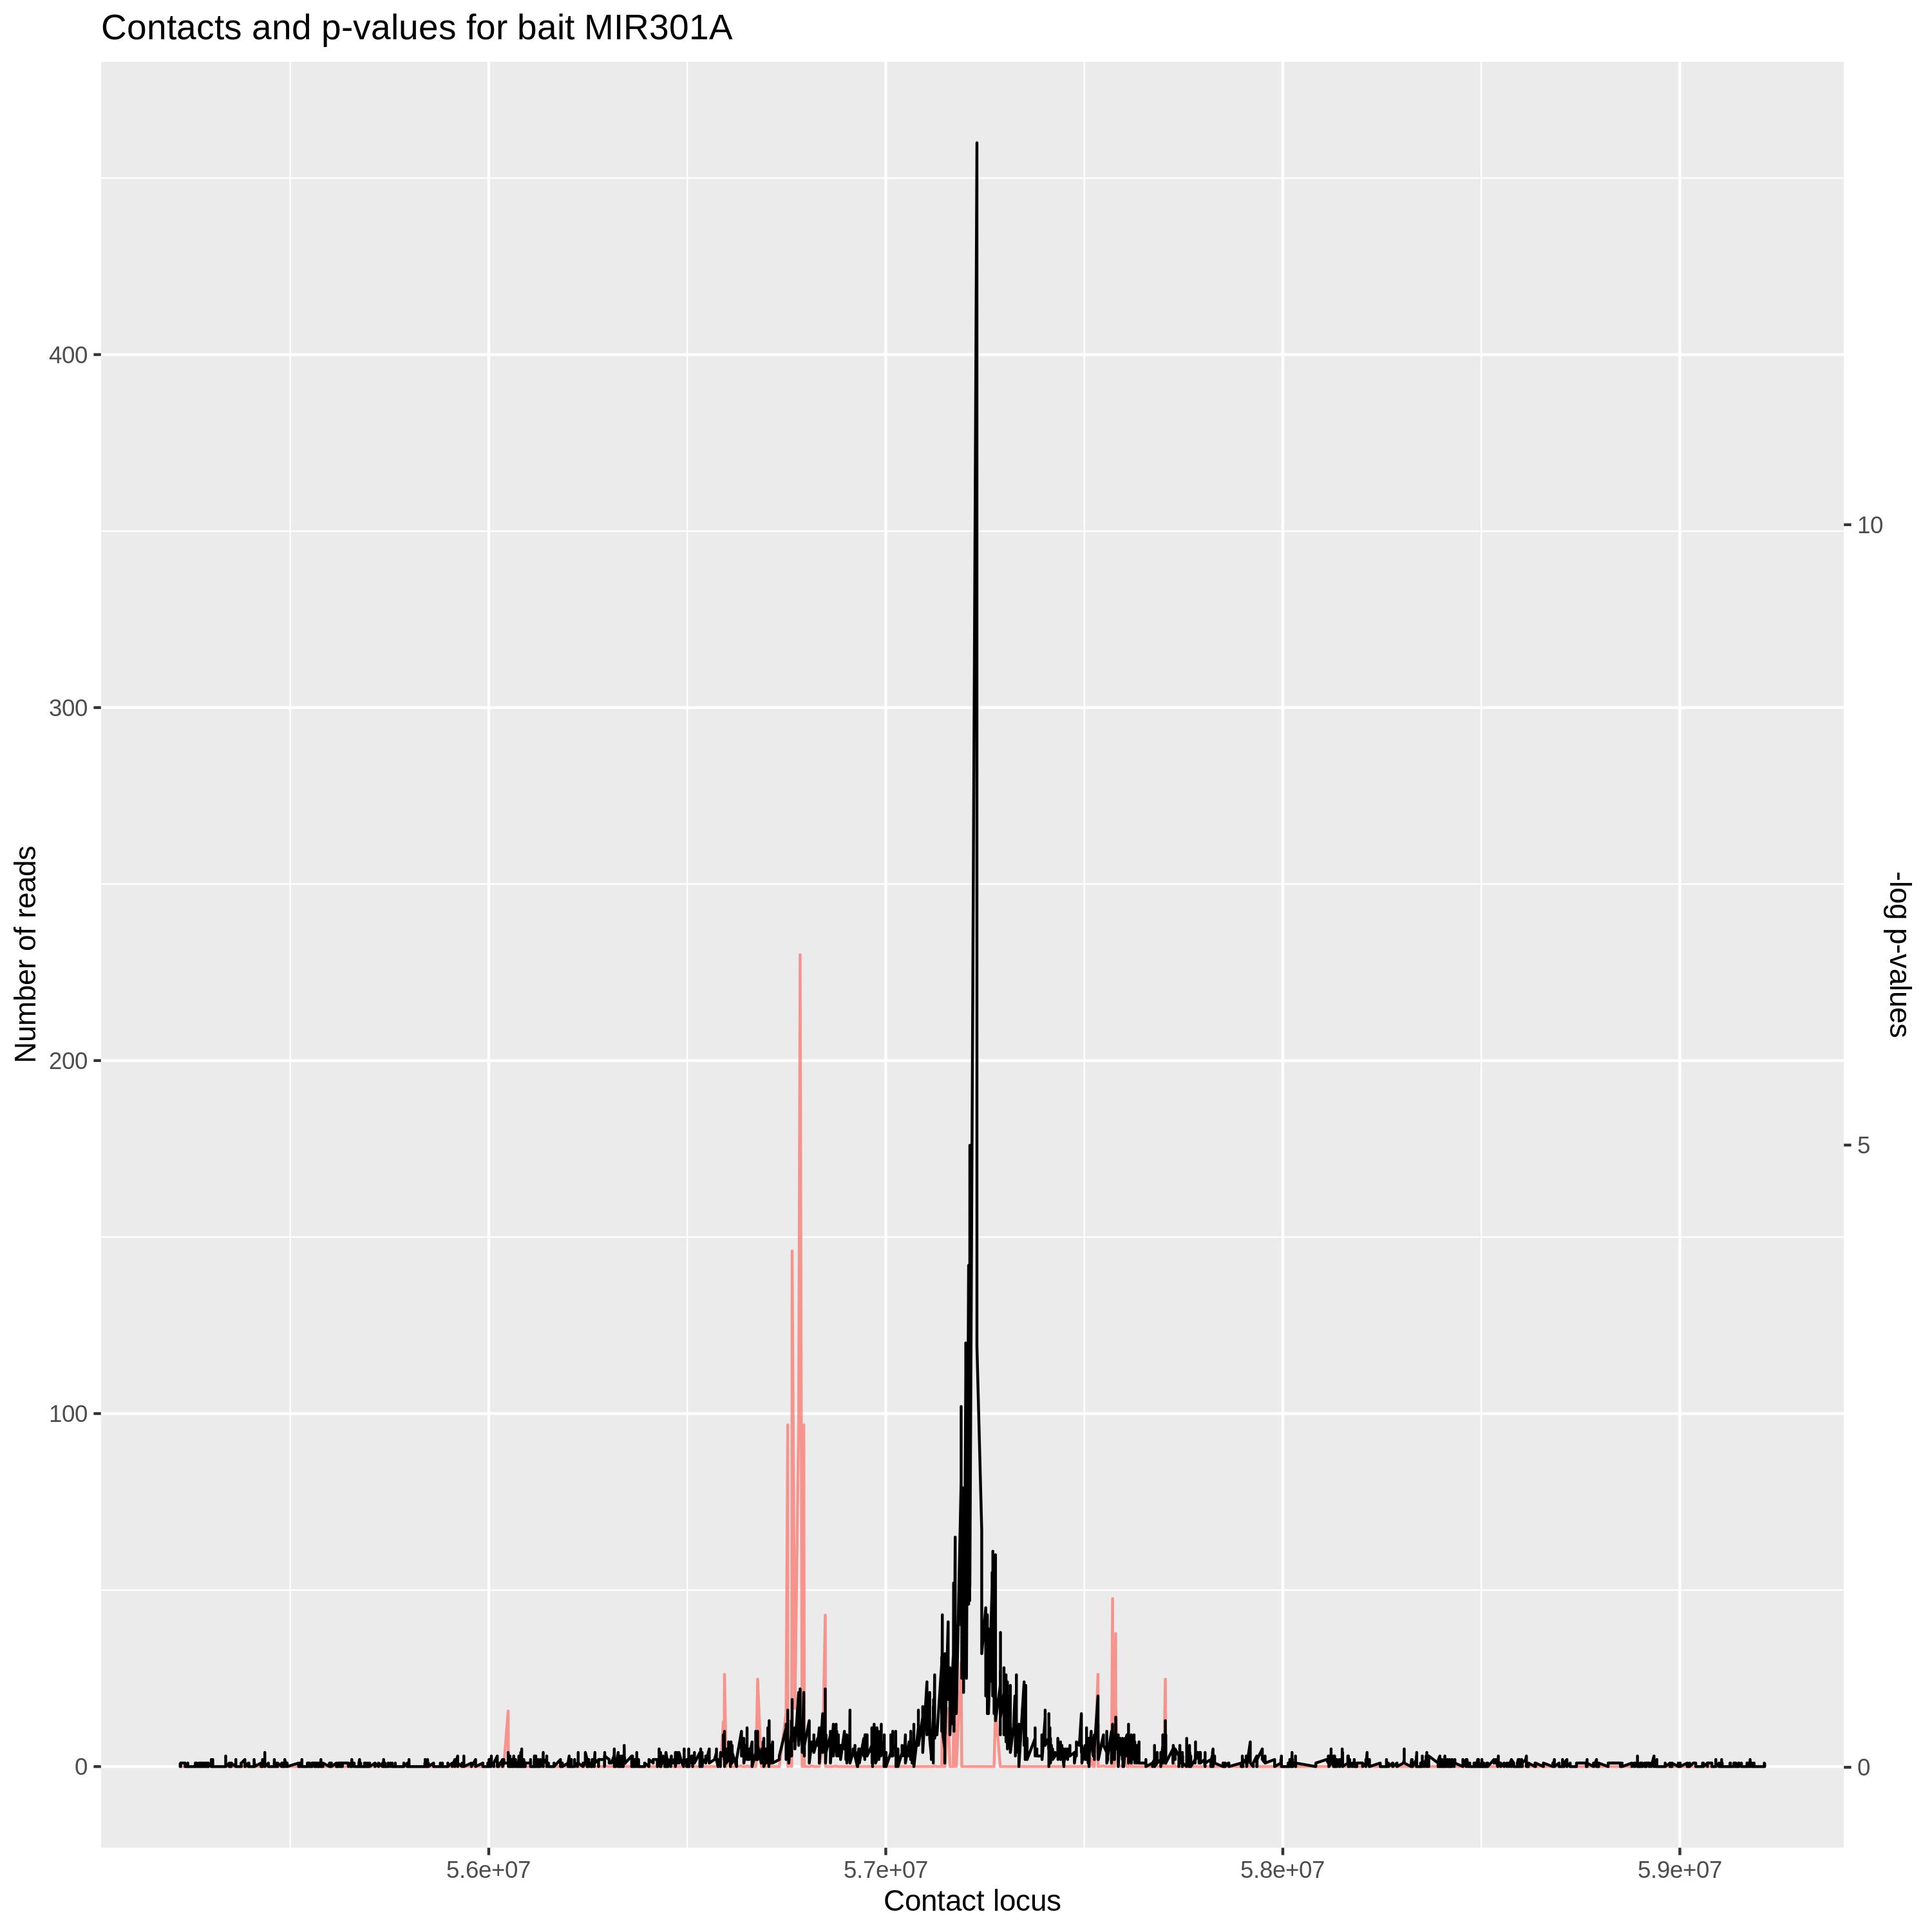 Contacts and p-values for bait MIR301A
Number of reads
400
300
200
100
0
10
5
0
-log p-values
5.6e+07 5.7e+07 5.8e+07 5.9e+07
Contact locus